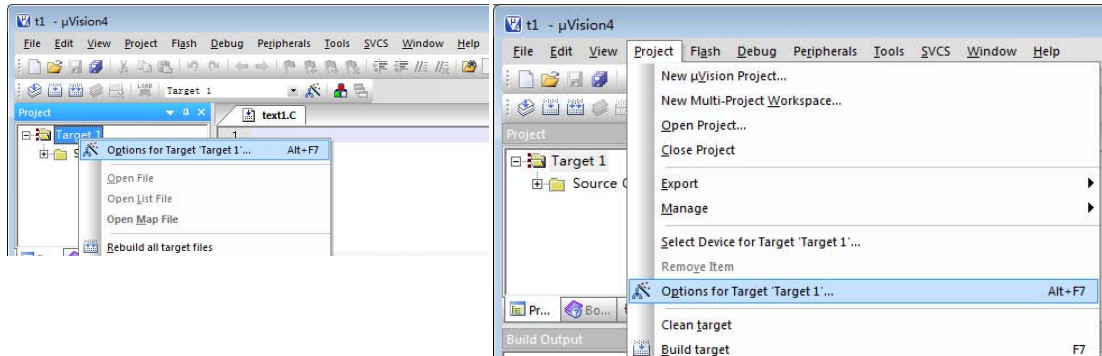 t1 - µVision4
File Edit View Project Flash Debug Peripherals Tools SVCS Window Help
LOAD Target 1
Project
text1.C
Target 1
1
S
Options for Target 'Target 1'... Alt+F7
Open File
Open List File
Open Map File
Rebuild all target files
t1 - µVision4
File Edit View Project Flash Debug Peripherals Tools SVCS Window Help
New µVision Project...
New Multi-Project Workspace...
Project
Open Project...
Target 1
Close Project
Source
Export
Manage
Select Device for Target 'Target 1'...
Remove Item
Options for Target 'Target 1'... Alt+F7
Pr... Bo...
Clean target
Build Output
Build target F7